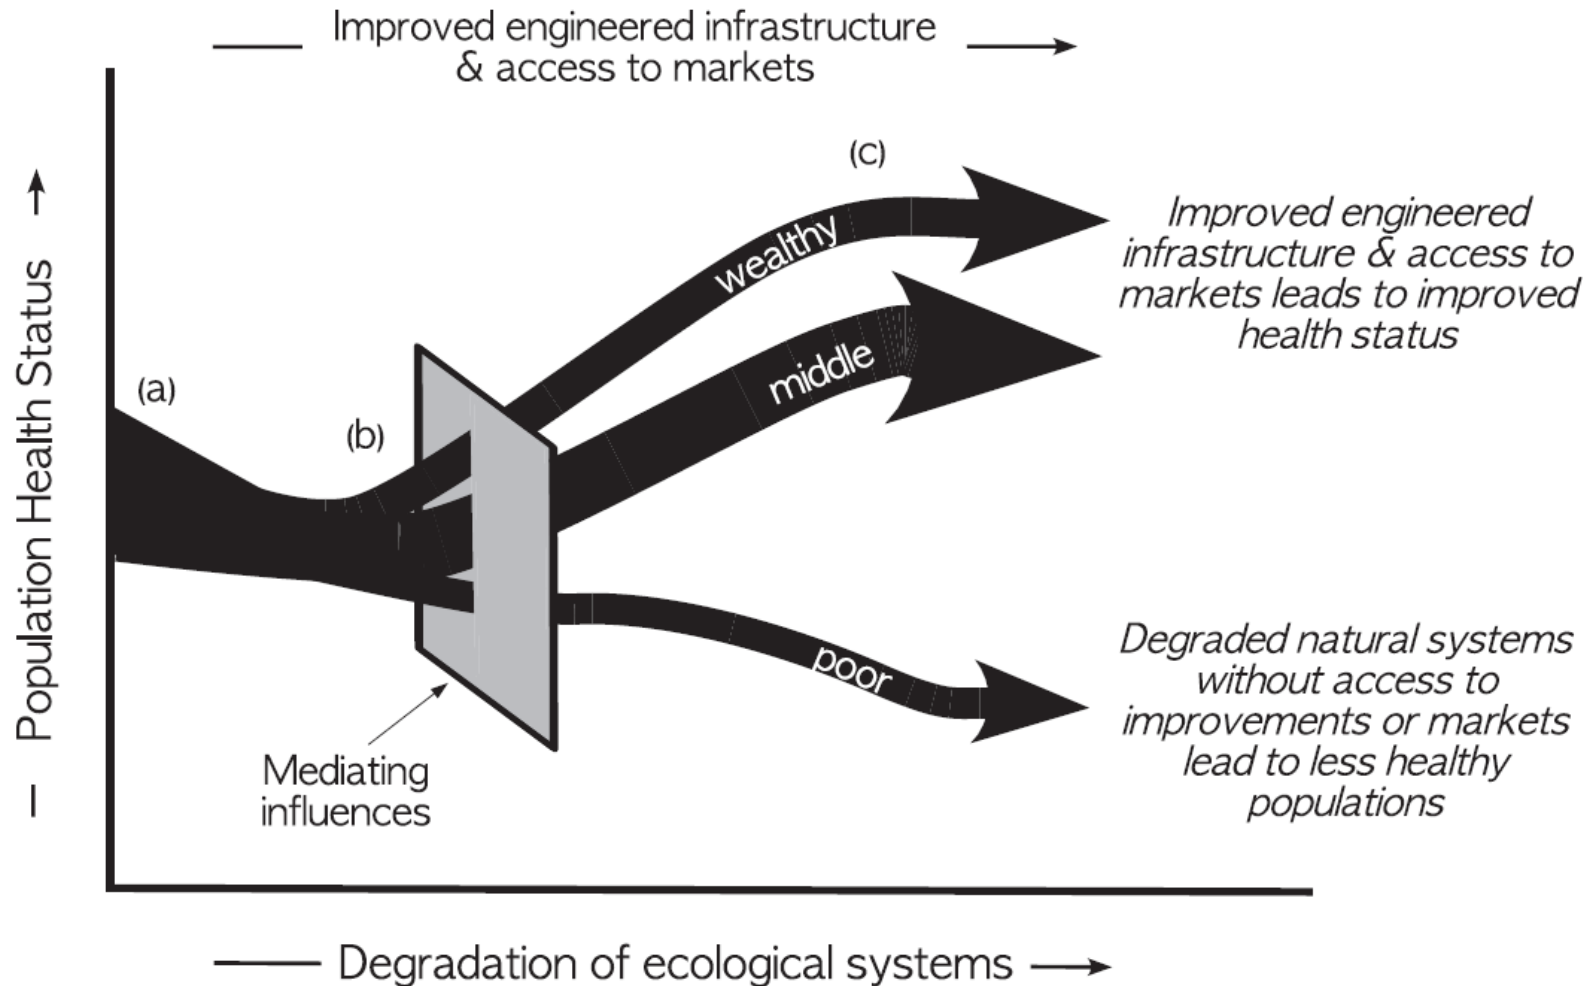 Improved engineered infrastructure
& access to markets
(c)
wealthy
Improved engineered
infrastructure & access to
markets leads to improved
health status
middle
(a)
(b)
Population Health Status
poor
Degraded natural systems
without access to
improvements or markets
lead to less healthy
populations
Mediating
influences
Degradation of ecological systems